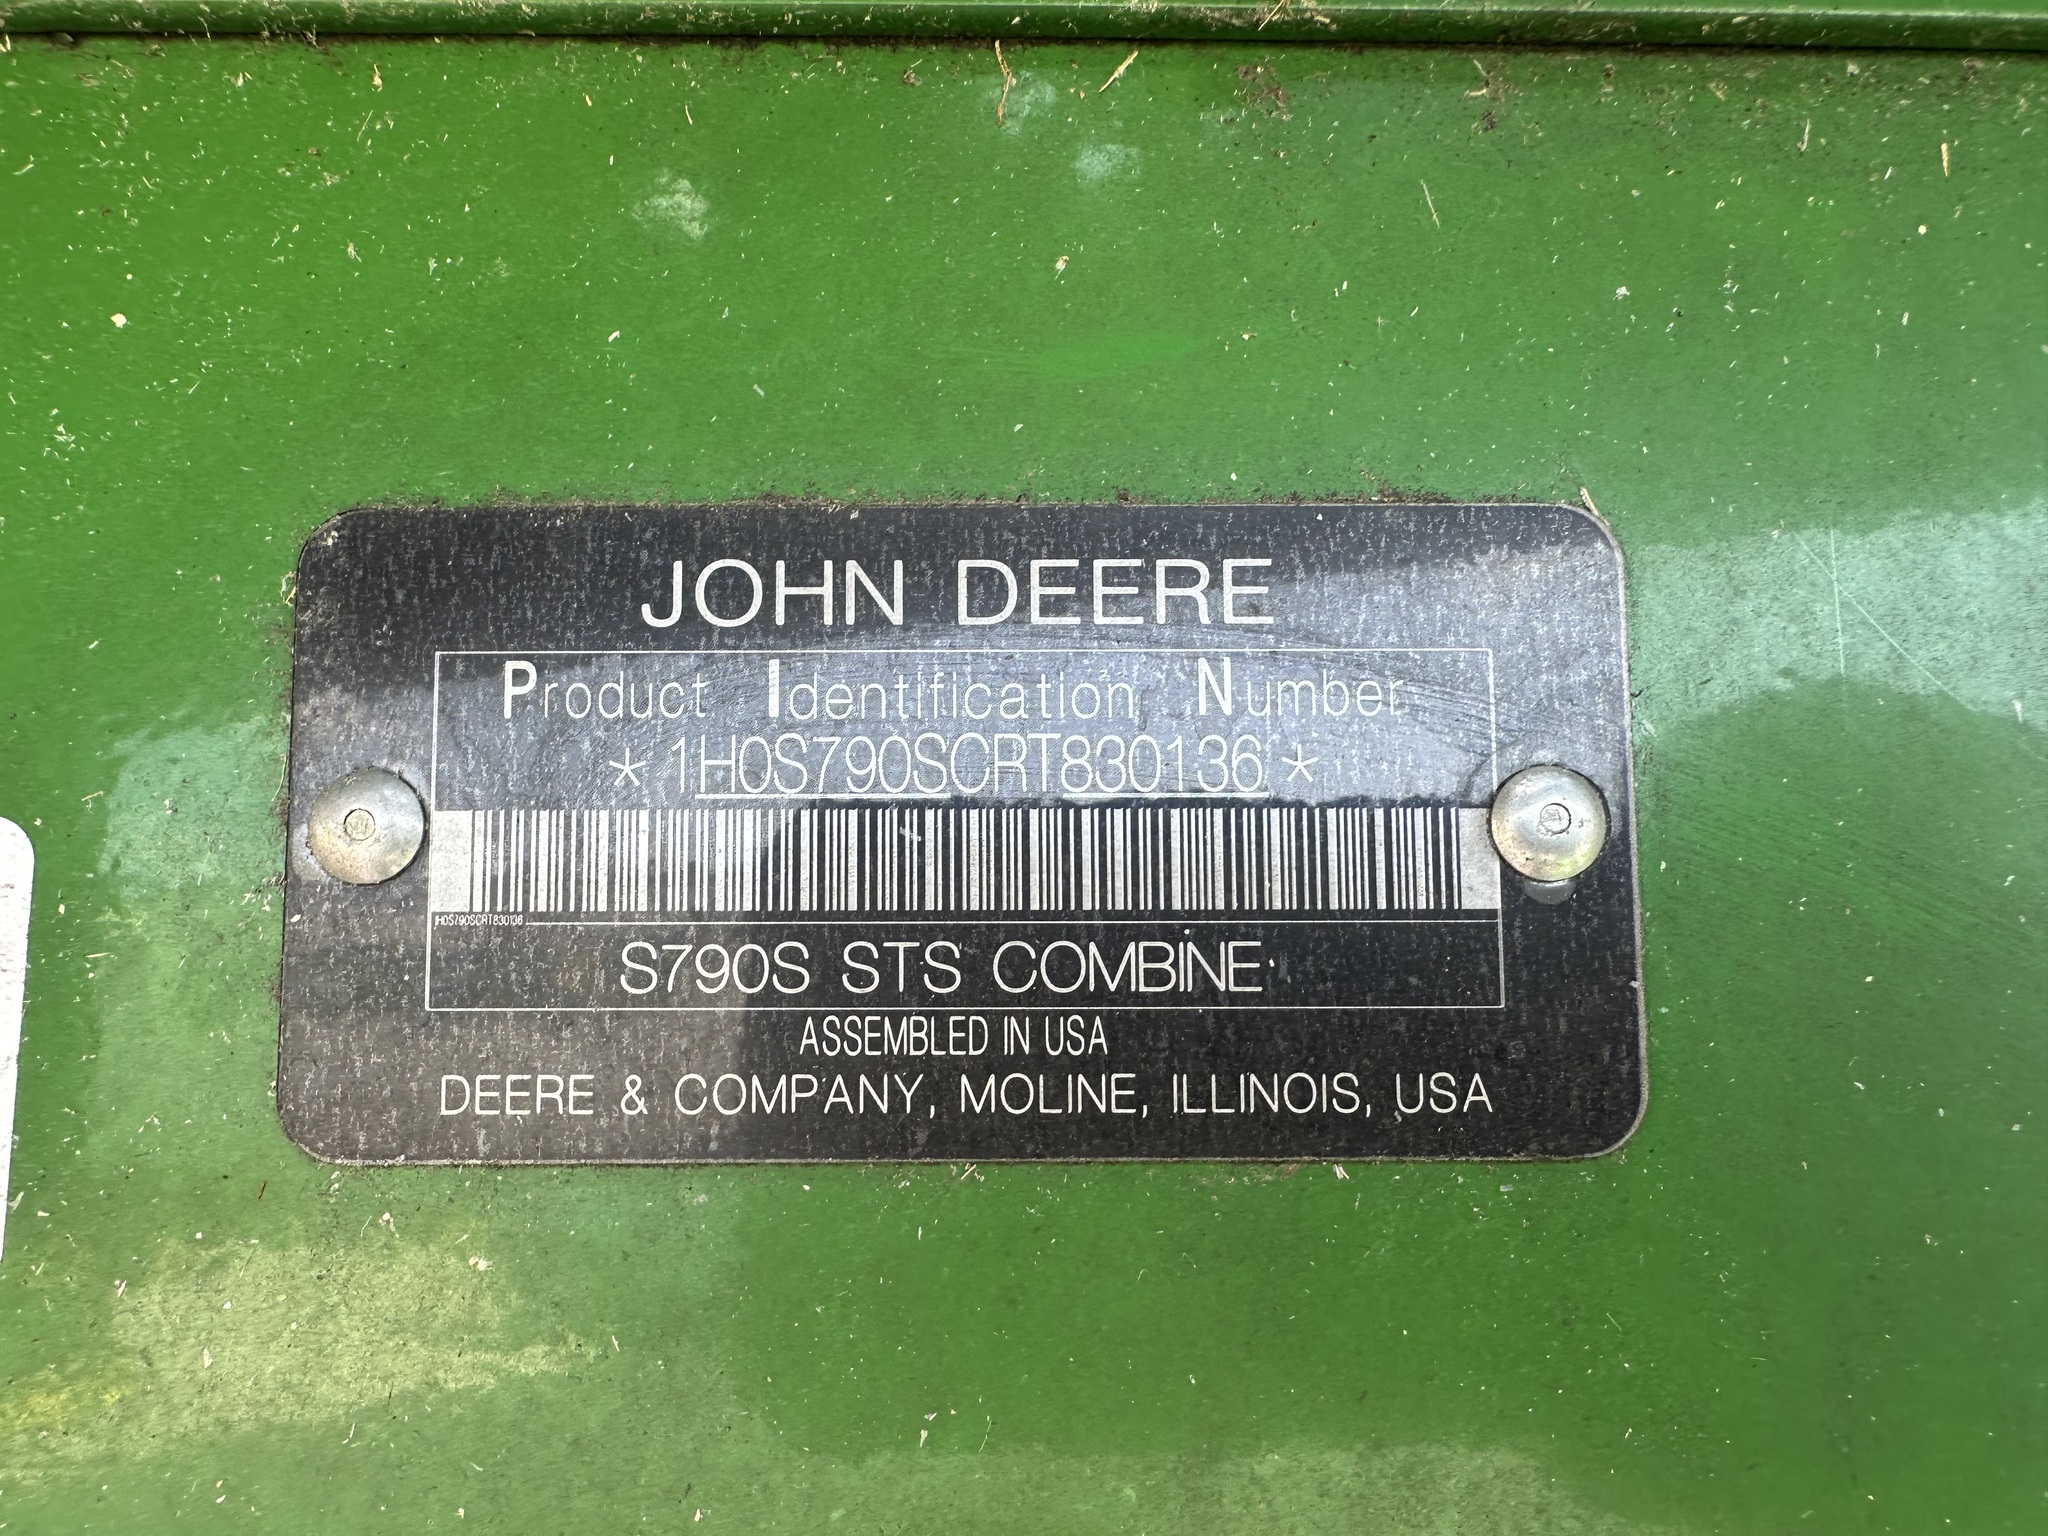 JOHN DEERE
Product Identification Number
*1H0S790SCRT830136*
1H0S790SCRT830136
S790S STS COMBINE
ASSEMBLED IN USA
DEERE & COMPANY, MOLINE, ILLINOIS, USA